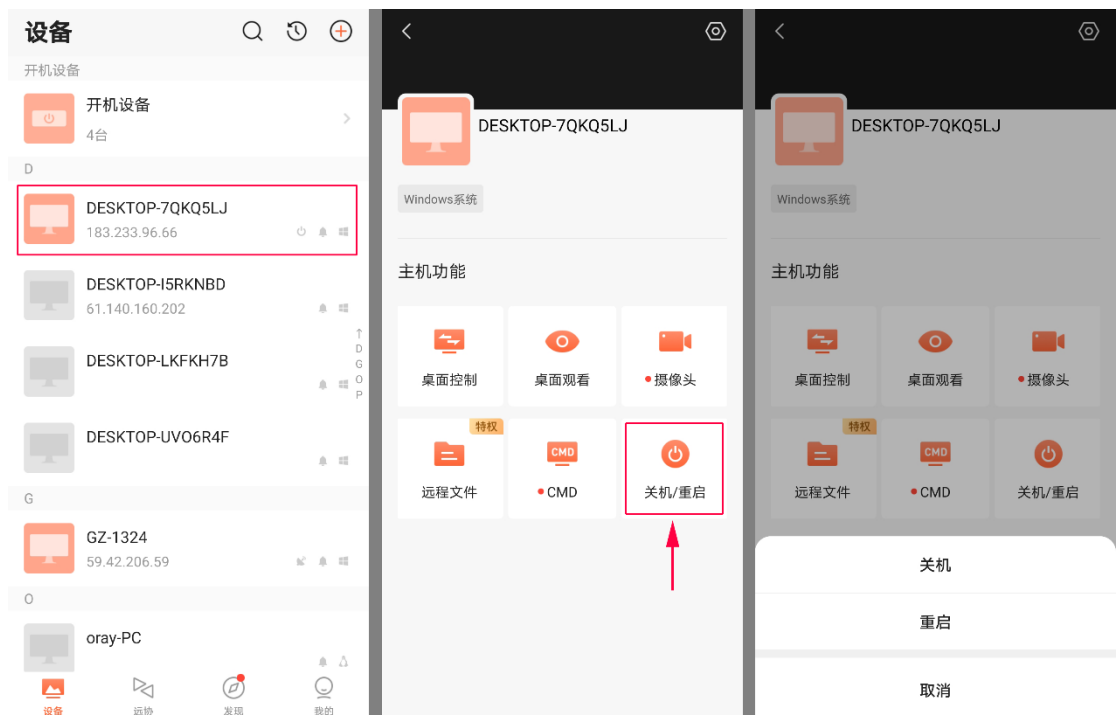 设备
开机设备
开机设备
4台
D
DESKTOP-7QKQ5LJ
183.233.96.66
DESKTOP-I5RKNBD
61.140.160.202
DESKTOP-LKFKH7B
DESKTOP-UVO6R4F
↑
D
G
O
P
G
GZ-1324
59.42.206.59
O
oray-PC
设备
远协
发现
我的
DESKTOP-7QKQ5LJ
Windows系统
主机功能
桌面控制
桌面观看
摄像头
特权
远程文件
CMD
CMD
关机/重启
DESKTOP-7QKQ5LJ
Windows系统
主机功能
桌面控制
桌面观看
摄像头
特权
远程文件
CMD
CMD
关机/重启
关机
重启
取消